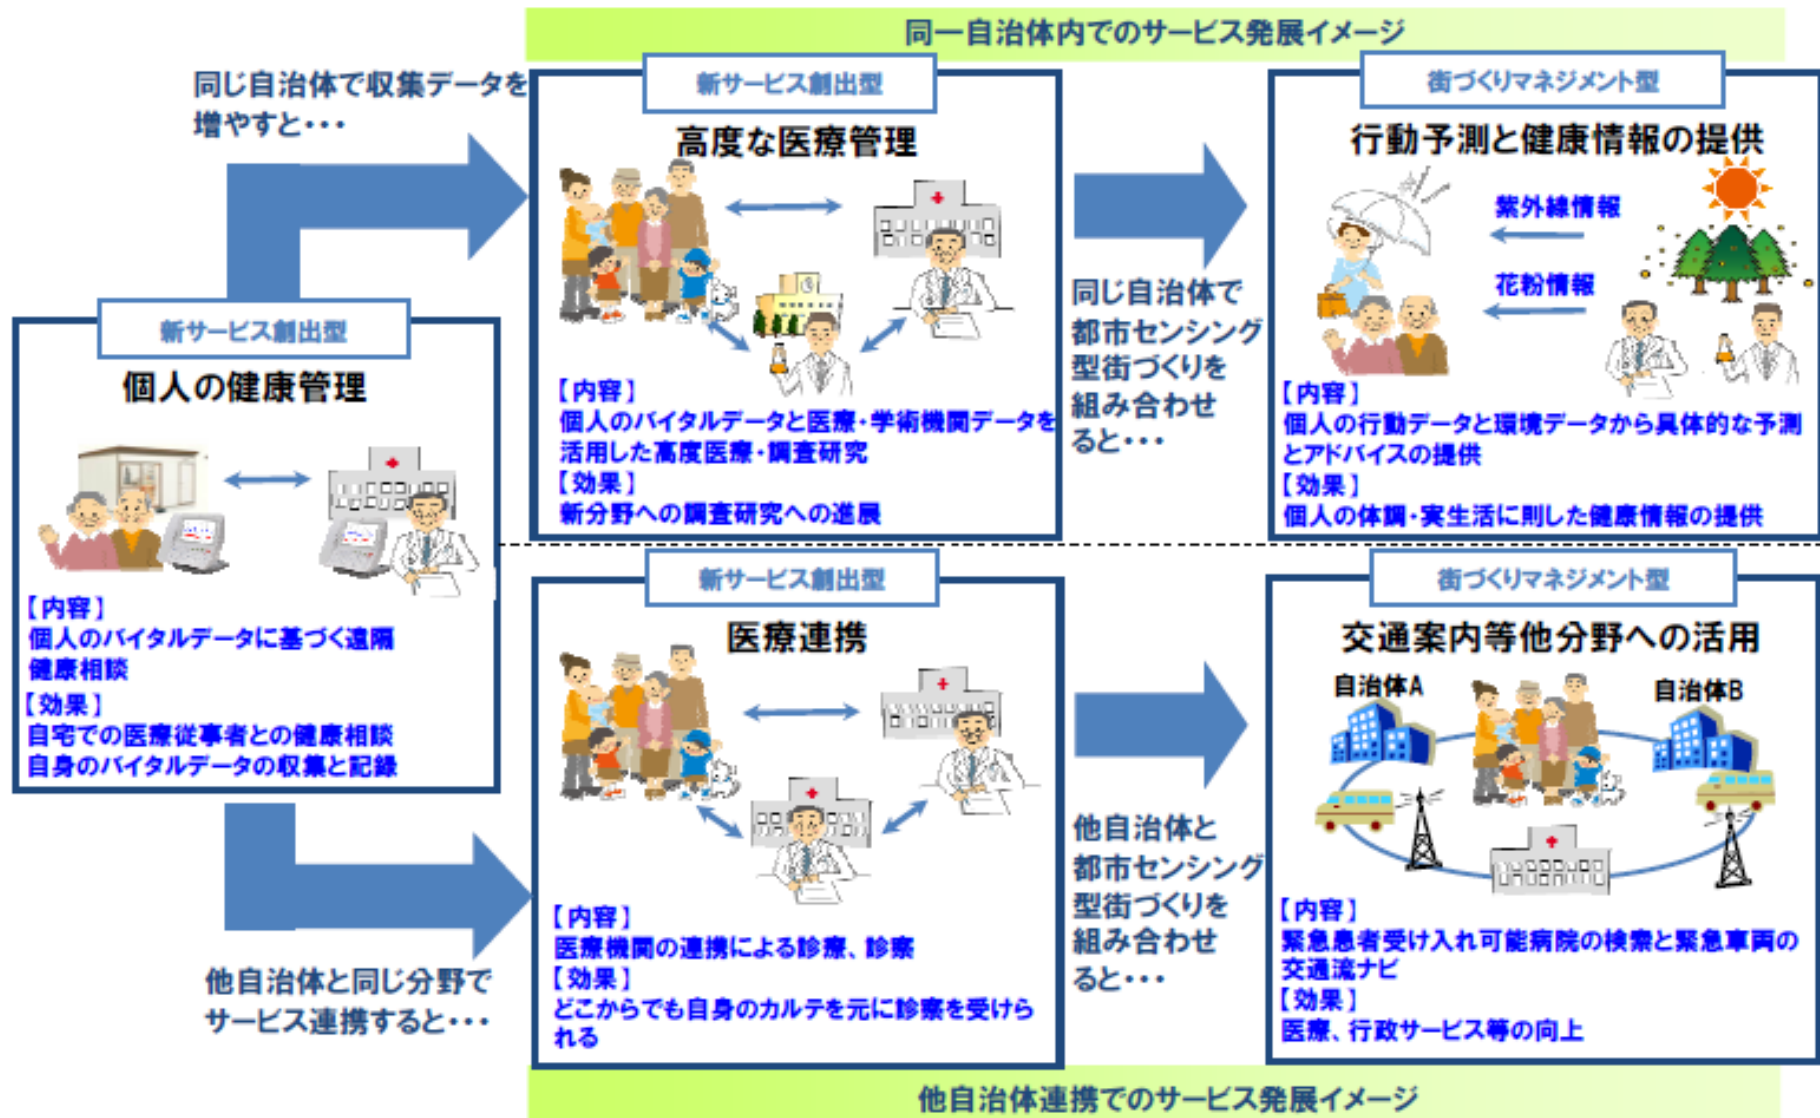 同一自治体内でのサービス発展イメージ
同じ自治体で収集データを
増やすと・・・
新サービス創出型
個人の健康管理
【内容】
個人のバイタルデータに基づく遠隔
健康相談
【効果】
自宅での医療従事者との健康相談
自身のバイタルデータの収集と記録
新サービス創出型
高度な医療管理
【内容】
個人のバイタルデータと医療・学術機関データを
活用した高度医療・調査研究
【効果】
新分野への調査研究への進展
同じ自治体で
都市センシング
型街づくりを
組み合わせ
ると・・・
街づくりマネジメント型
行動予測と健康情報の提供
紫外線情報
花粉情報
【内容】
個人の行動データと環境データから具体的な予測
とアドバイスの提供
【効果】
個人の体調・実生活に則した健康情報の提供
他自治体と同じ分野で
サービス連携すると・・・
新サービス創出型
医療連携
【内容】
医療機関の連携による診療、診察
【効果】
どこからでも自身のカルテを元に診察を受けら
れる
他自治体と
都市センシング
型街づくりを
組み合わせ
ると・・・
街づくりマネジメント型
交通案内等他分野への活用
自治体A
自治体B
【内容】
緊急患者受け入れ可能病院の検索と緊急車両の
交通流ナビ
【効果】
医療、行政サービス等の向上
他自治体連携でのサービス発展イメージ